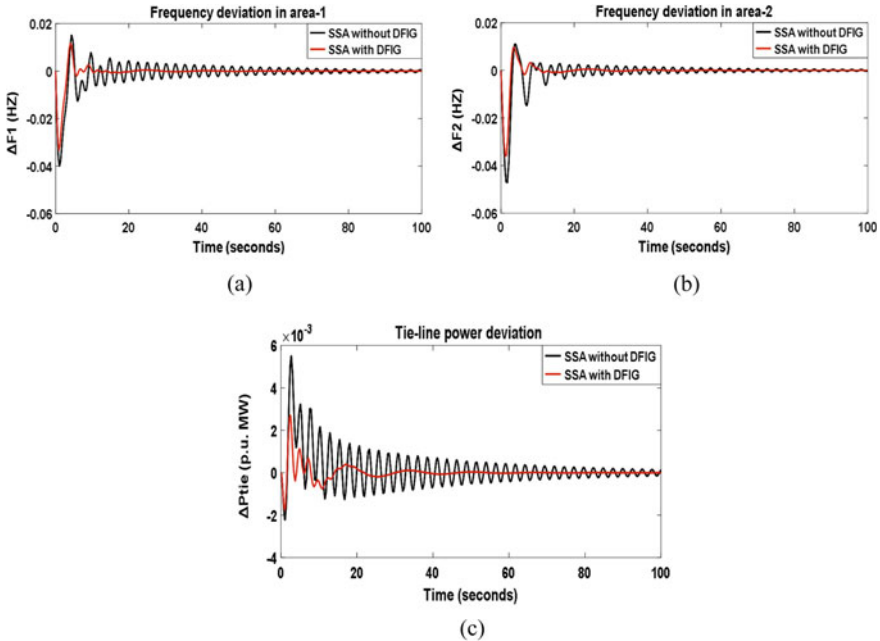 Frequency deviation in area-1
SSA without DFIG
SSA with DFIG
ΔF1 (HZ)
0.02
0
-0.02
-0.04
-0.06
0 20 40 60 80 100
Time (seconds)
(a)
Frequency deviation in area-2
SSA without DFIG
SSA with DFIG
ΔF2 (HZ)
0.02
0
-0.02
-0.04
-0.06
0 20 40 60 80 100
Time (seconds)
(b)
Tie-line power deviation
×10⁻³
SSA without DFIG
SSA with DFIG
ΔPtie (p.u. MW)
6
4
2
0
-2
-4
0 20 40 60 80 100
Time (seconds)
(c)